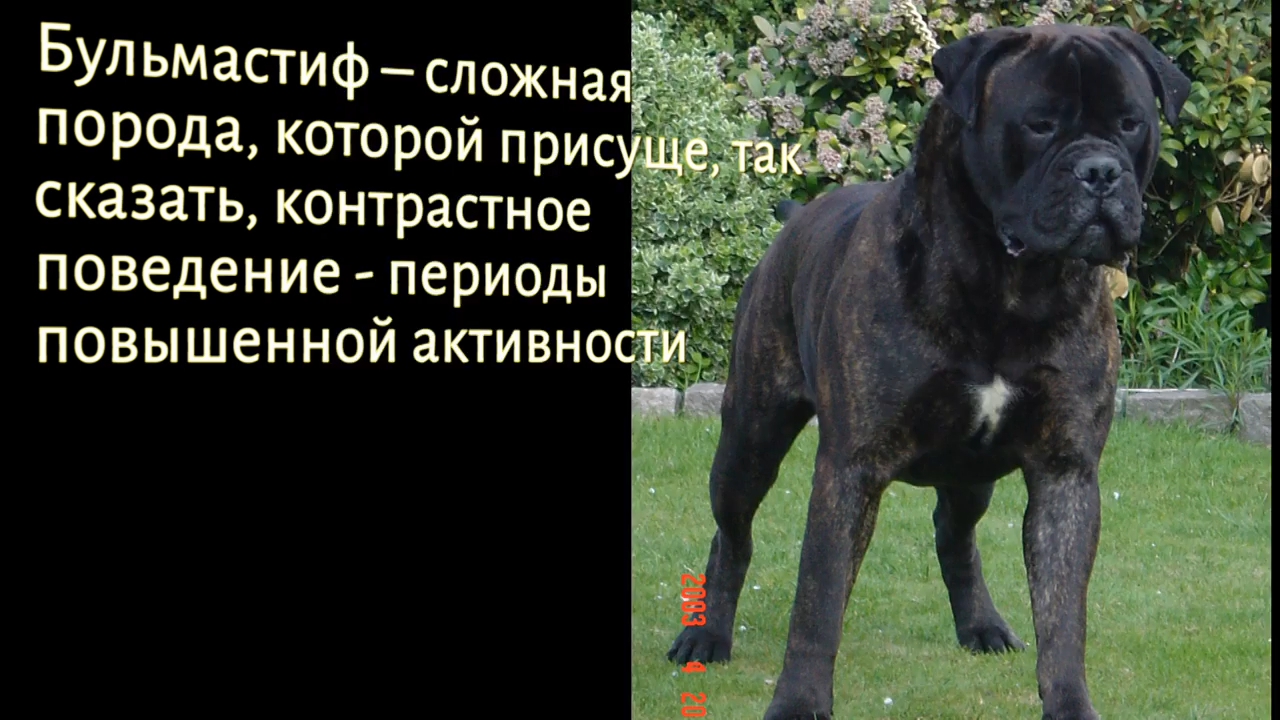 Бульмастиф – сложная
порода, которой присуще, так
сказать, контрастное
поведение - периоды
повышенной активности
2003 4 20